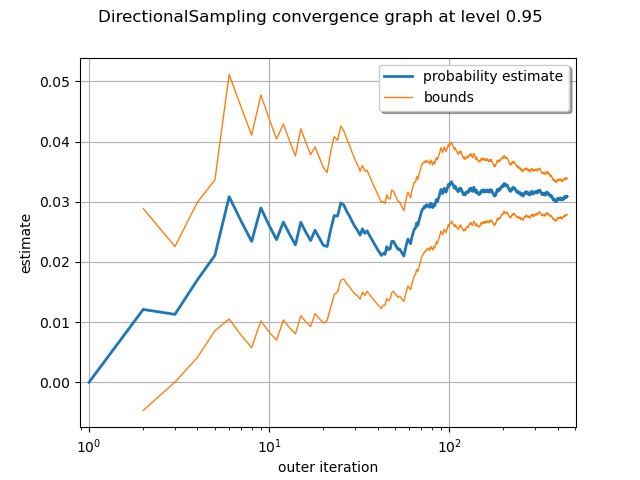 DirectionalSampling convergence graph at level 0.95
probability estimate
bounds
0.05
0.04
0.03
0.02
0.01
0.00
estimate
10⁰
10¹
10²
outer iteration